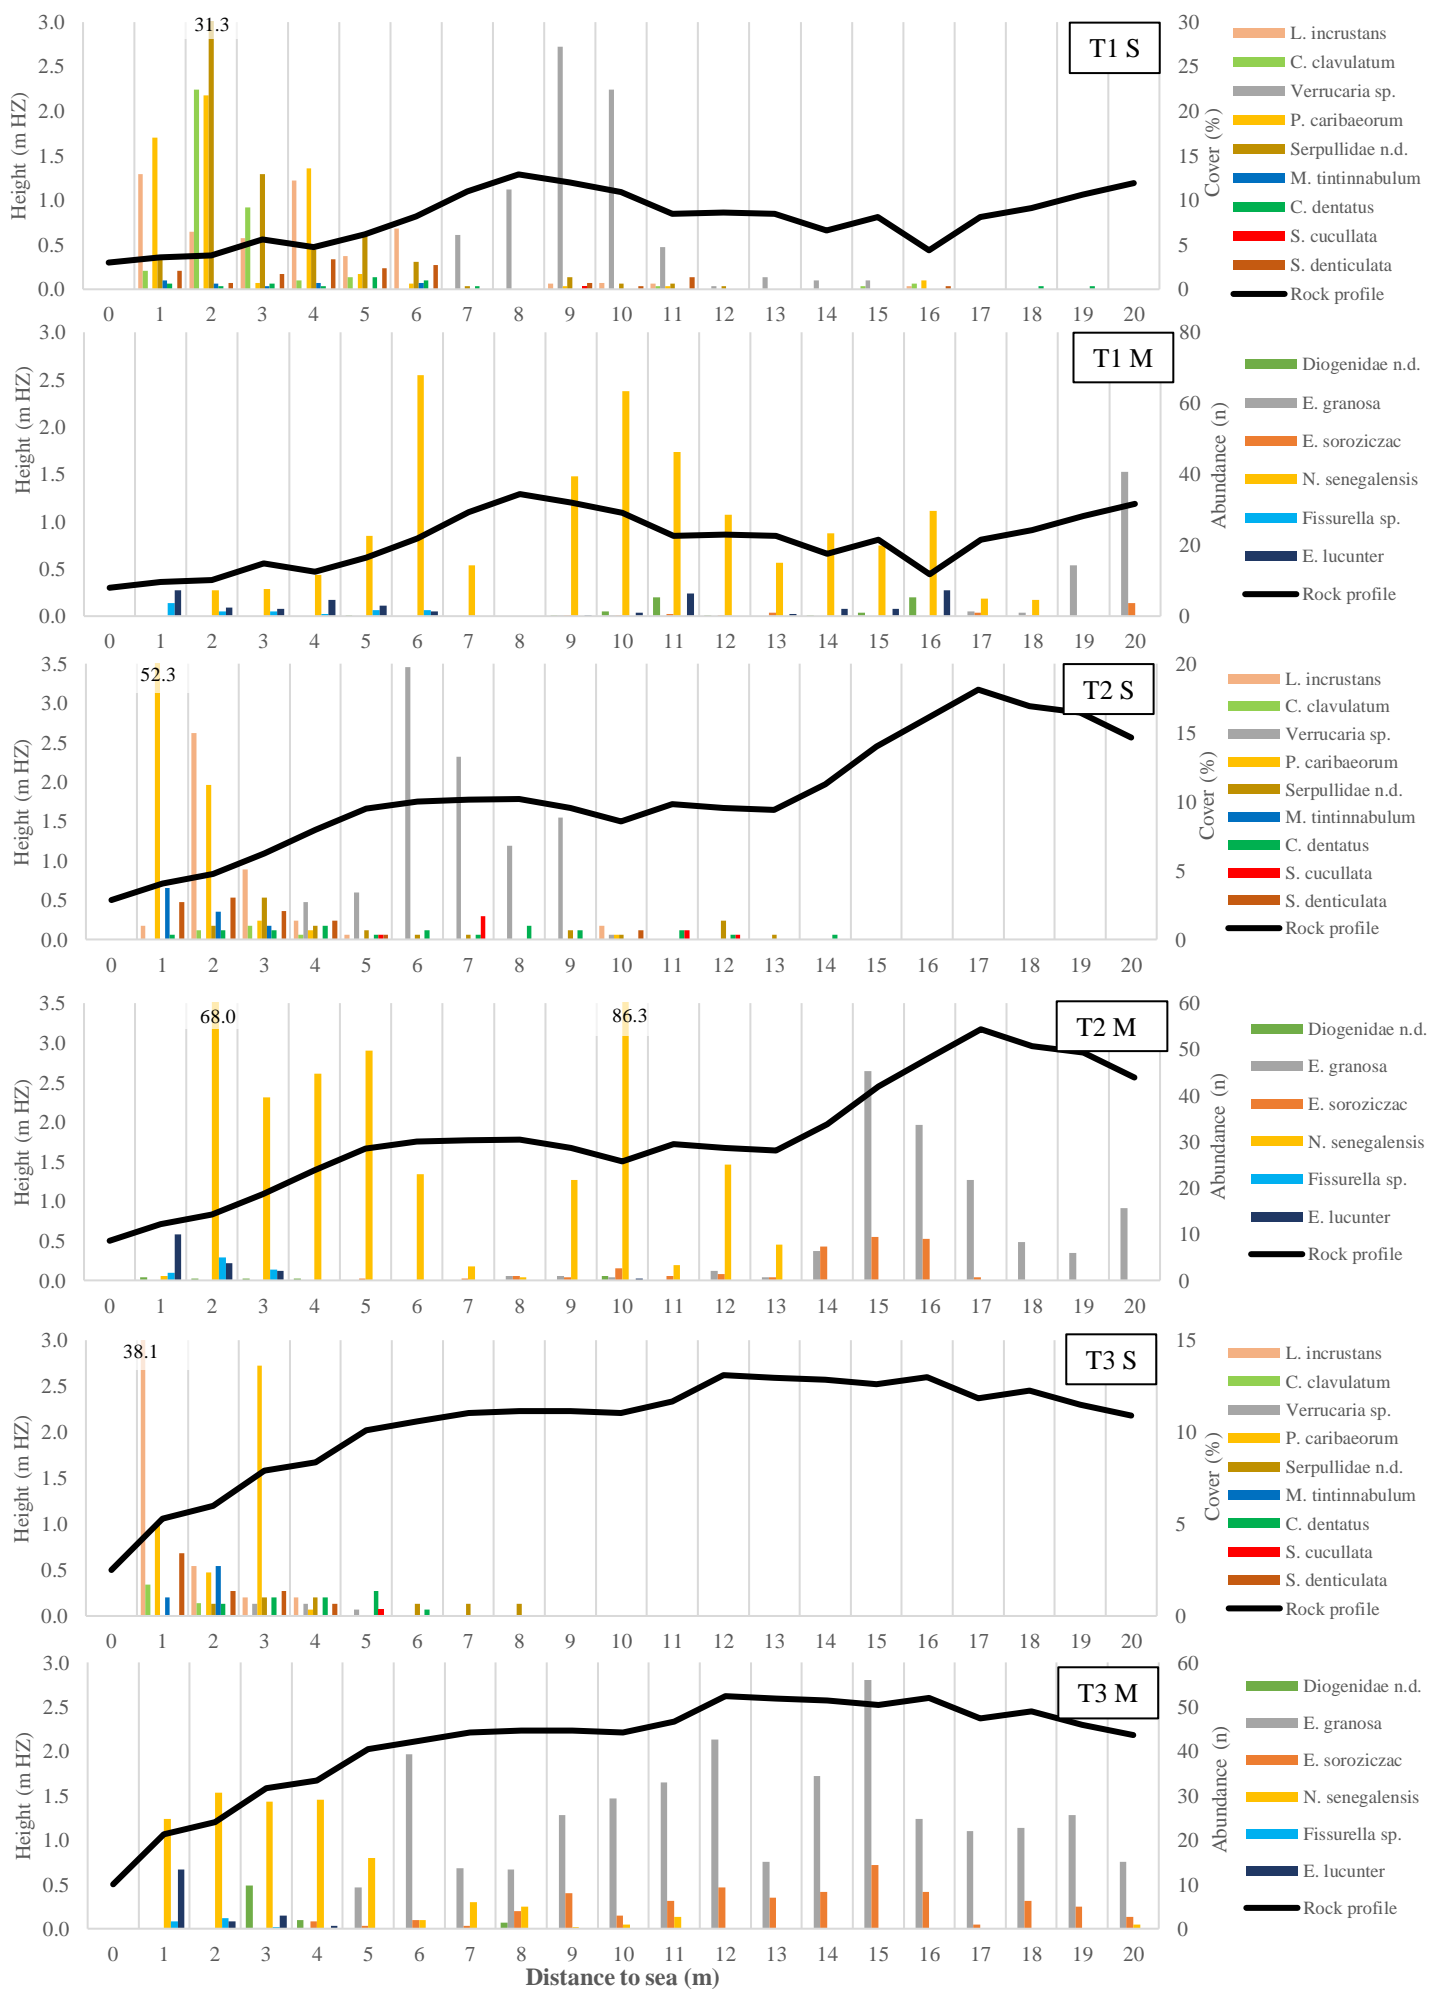 31.3
T1 S
Height (m HZ)
3.0
2.5
2.0
1.5
1.0
0.5
0.0
0 1 2 3 4 5 6 7 8 9 10 11 12 13 14 15 16 17 18 19 20
30
25
20
15
10
5
0
Cover (%)
L. incrustans
C. clavulatum
Verrucaria sp.
P. caribaeorum
Serpullidae n.d.
M. tintinnabulum
C. dentatus
S. cucullata
S. denticulata
Rock profile
T1 M
Height (m HZ)
3.0
2.5
2.0
1.5
1.0
0.5
0.0
0 1 2 3 4 5 6 7 8 9 10 11 12 13 14 15 16 17 18 19 20
80
60
40
20
0
Abundance (n)
Diogenidae n.d.
E. granosa
E. soroziczac
N. senegalensis
Fissurella sp.
E. lucunter
Rock profile
52.3
T2 S
Height (m HZ)
3.5
3.0
2.5
2.0
1.5
1.0
0.5
0.0
0 1 2 3 4 5 6 7 8 9 10 11 12 13 14 15 16 17 18 19 20
20
15
10
5
0
Cover (%)
L. incrustans
C. clavulatum
Verrucaria sp.
P. caribaeorum
Serpullidae n.d.
M. tintinnabulum
C. dentatus
S. cucullata
S. denticulata
Rock profile
68.0
86.3
T2 M
Height (m HZ)
3.5
3.0
2.5
2.0
1.5
1.0
0.5
0.0
0 1 2 3 4 5 6 7 8 9 10 11 12 13 14 15 16 17 18 19 20
60
50
40
30
20
10
0
Abundance (n)
Diogenidae n.d.
E. granosa
E. soroziczac
N. senegalensis
Fissurella sp.
E. lucunter
Rock profile
38.1
T3 S
Height (m HZ)
3.0
2.5
2.0
1.5
1.0
0.5
0.0
0 1 2 3 4 5 6 7 8 9 10 11 12 13 14 15 16 17 18 19 20
15
10
5
0
Cover (%)
L. incrustans
C. clavulatum
Verrucaria sp.
P. caribaeorum
Serpullidae n.d.
M. tintinnabulum
C. dentatus
S. cucullata
S. denticulata
Rock profile
T3 M
Height (m HZ)
3.0
2.5
2.0
1.5
1.0
0.5
0.0
0 1 2 3 4 5 6 7 8 9 10 11 12 13 14 15 16 17 18 19 20
60
50
40
30
20
10
0
Abundance (n)
Diogenidae n.d.
E. granosa
E. soroziczac
N. senegalensis
Fissurella sp.
E. lucunter
Rock profile
Distance to sea (m)